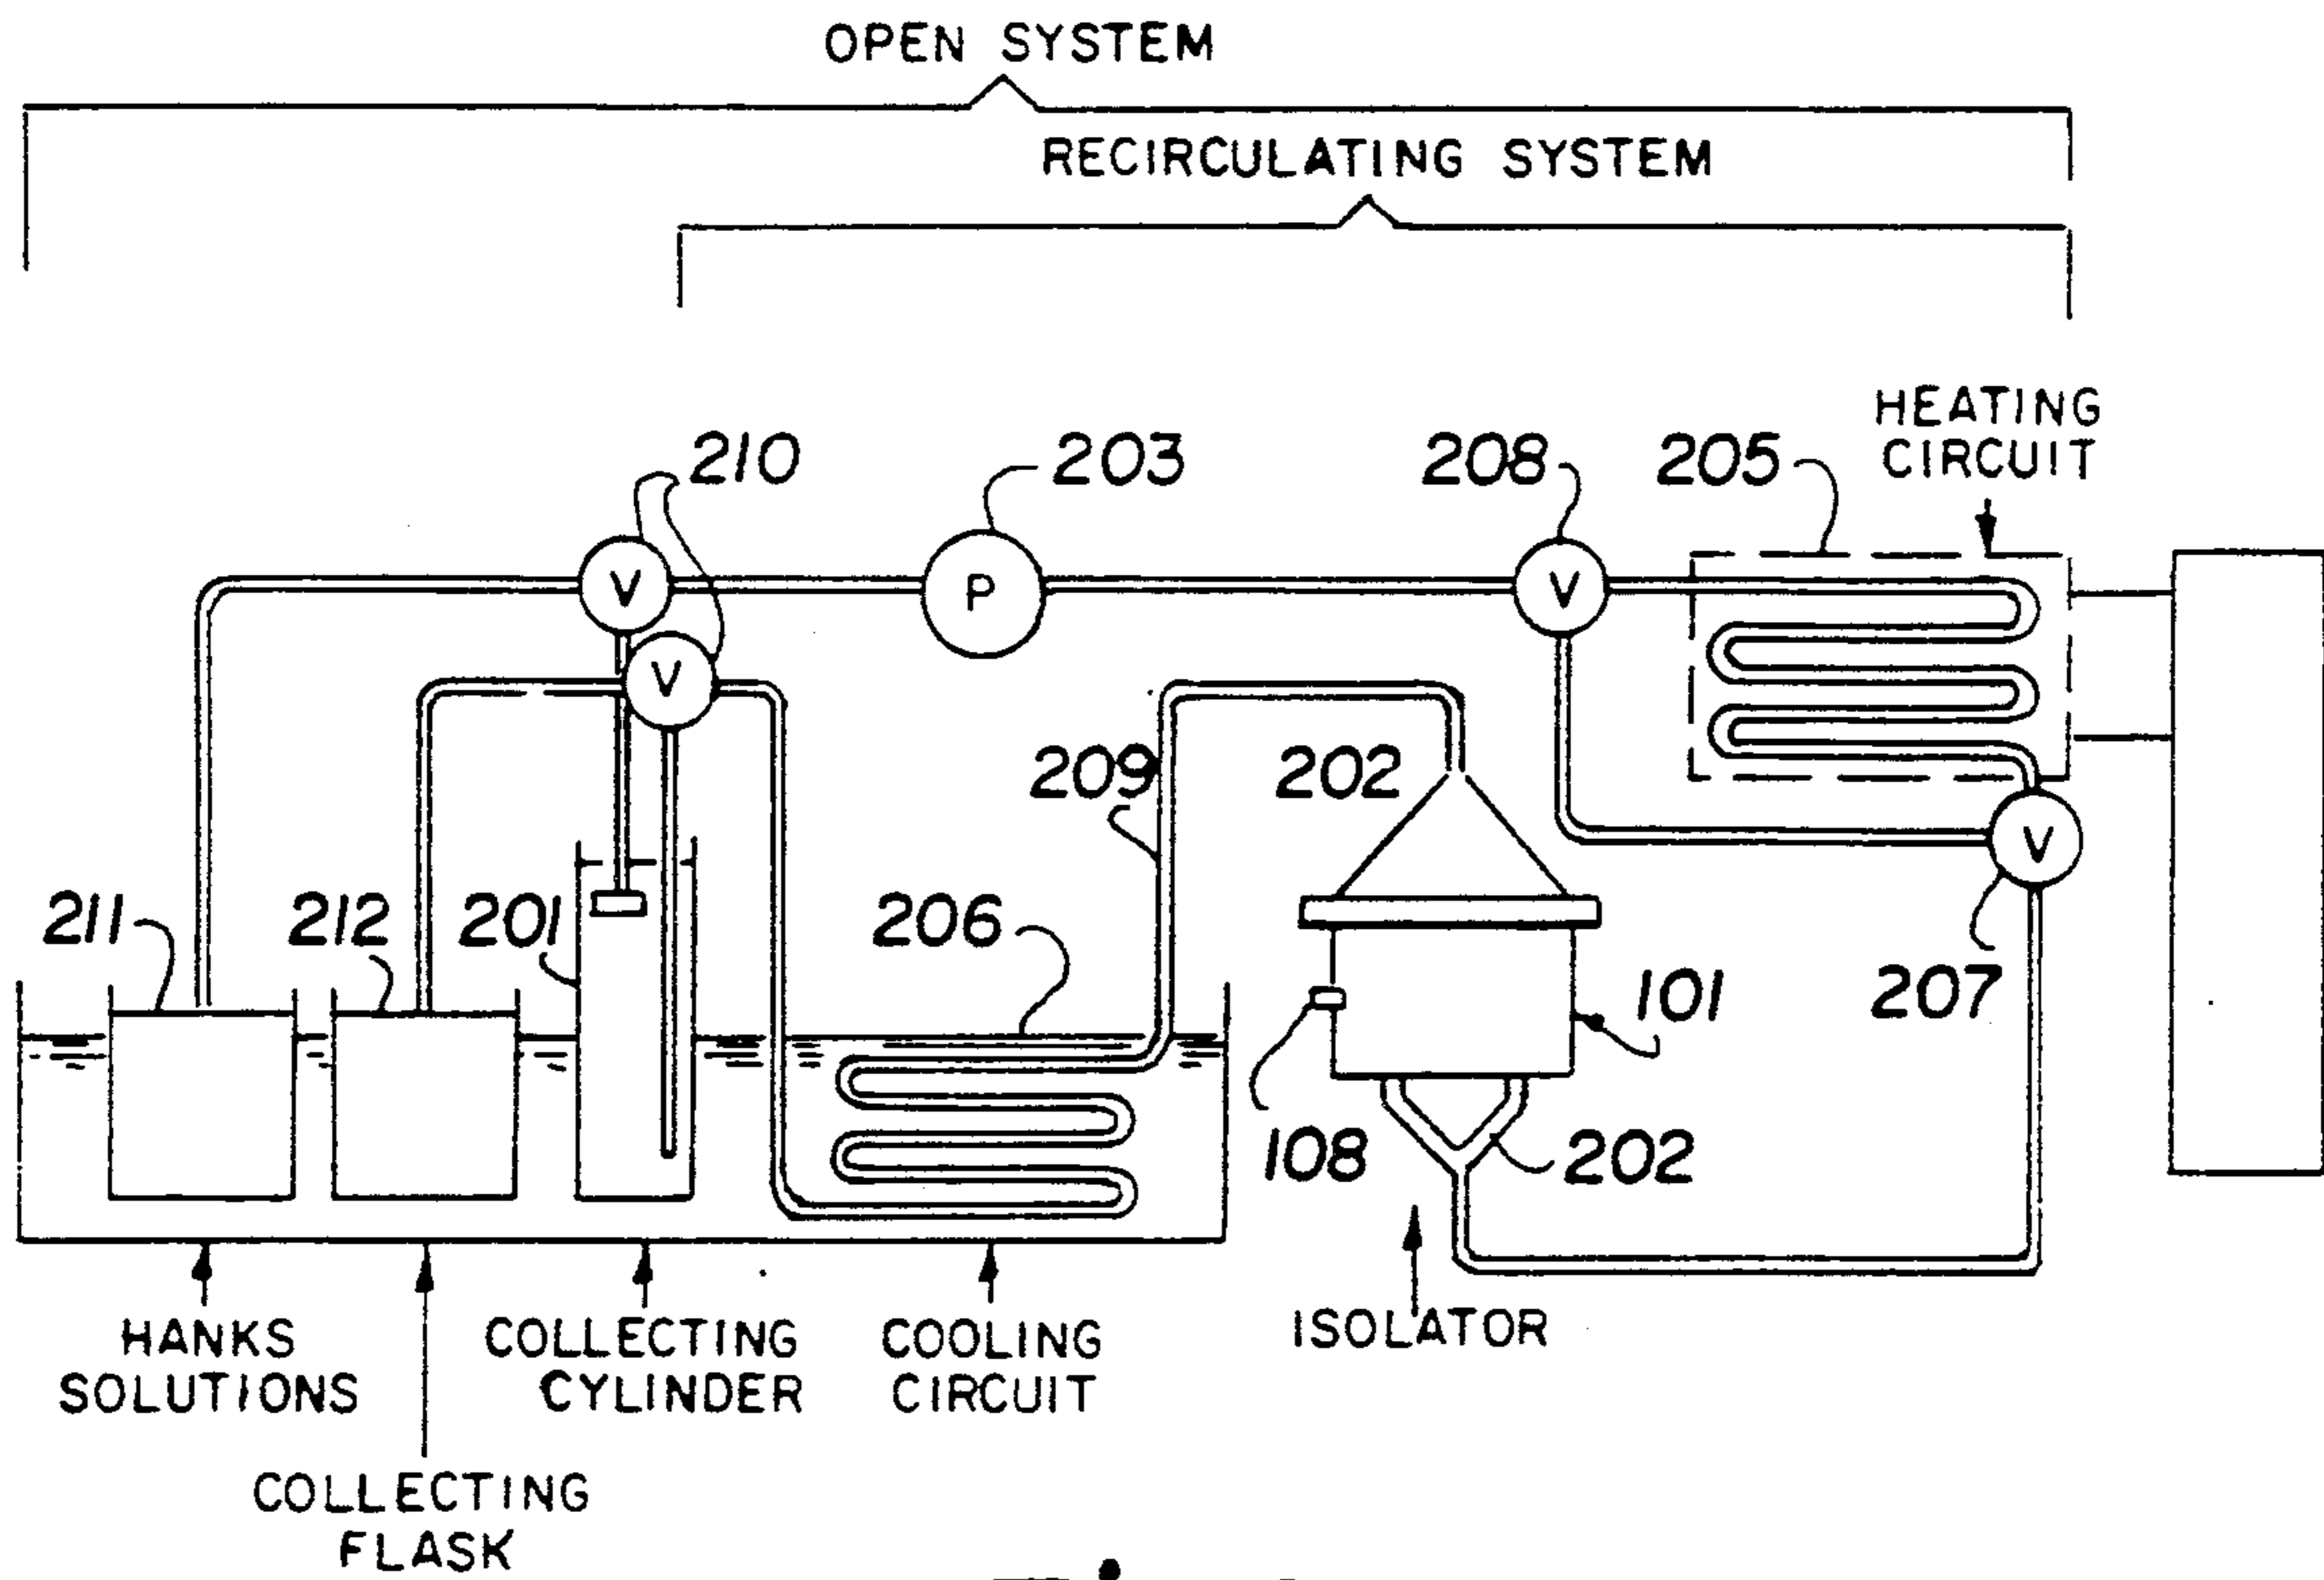 OPEN SYSTEM
RECIRCULATING SYSTEM
HEATING
CIRCUIT
210
203
208
205
V
P
V
V
209
202
V
211
212
201
206
101
207
108
202
HANKS
SOLUTIONS
COLLECTING
CYLINDER
COOLING
CIRCUIT
ISOLATOR
COLLECTING
FLASK